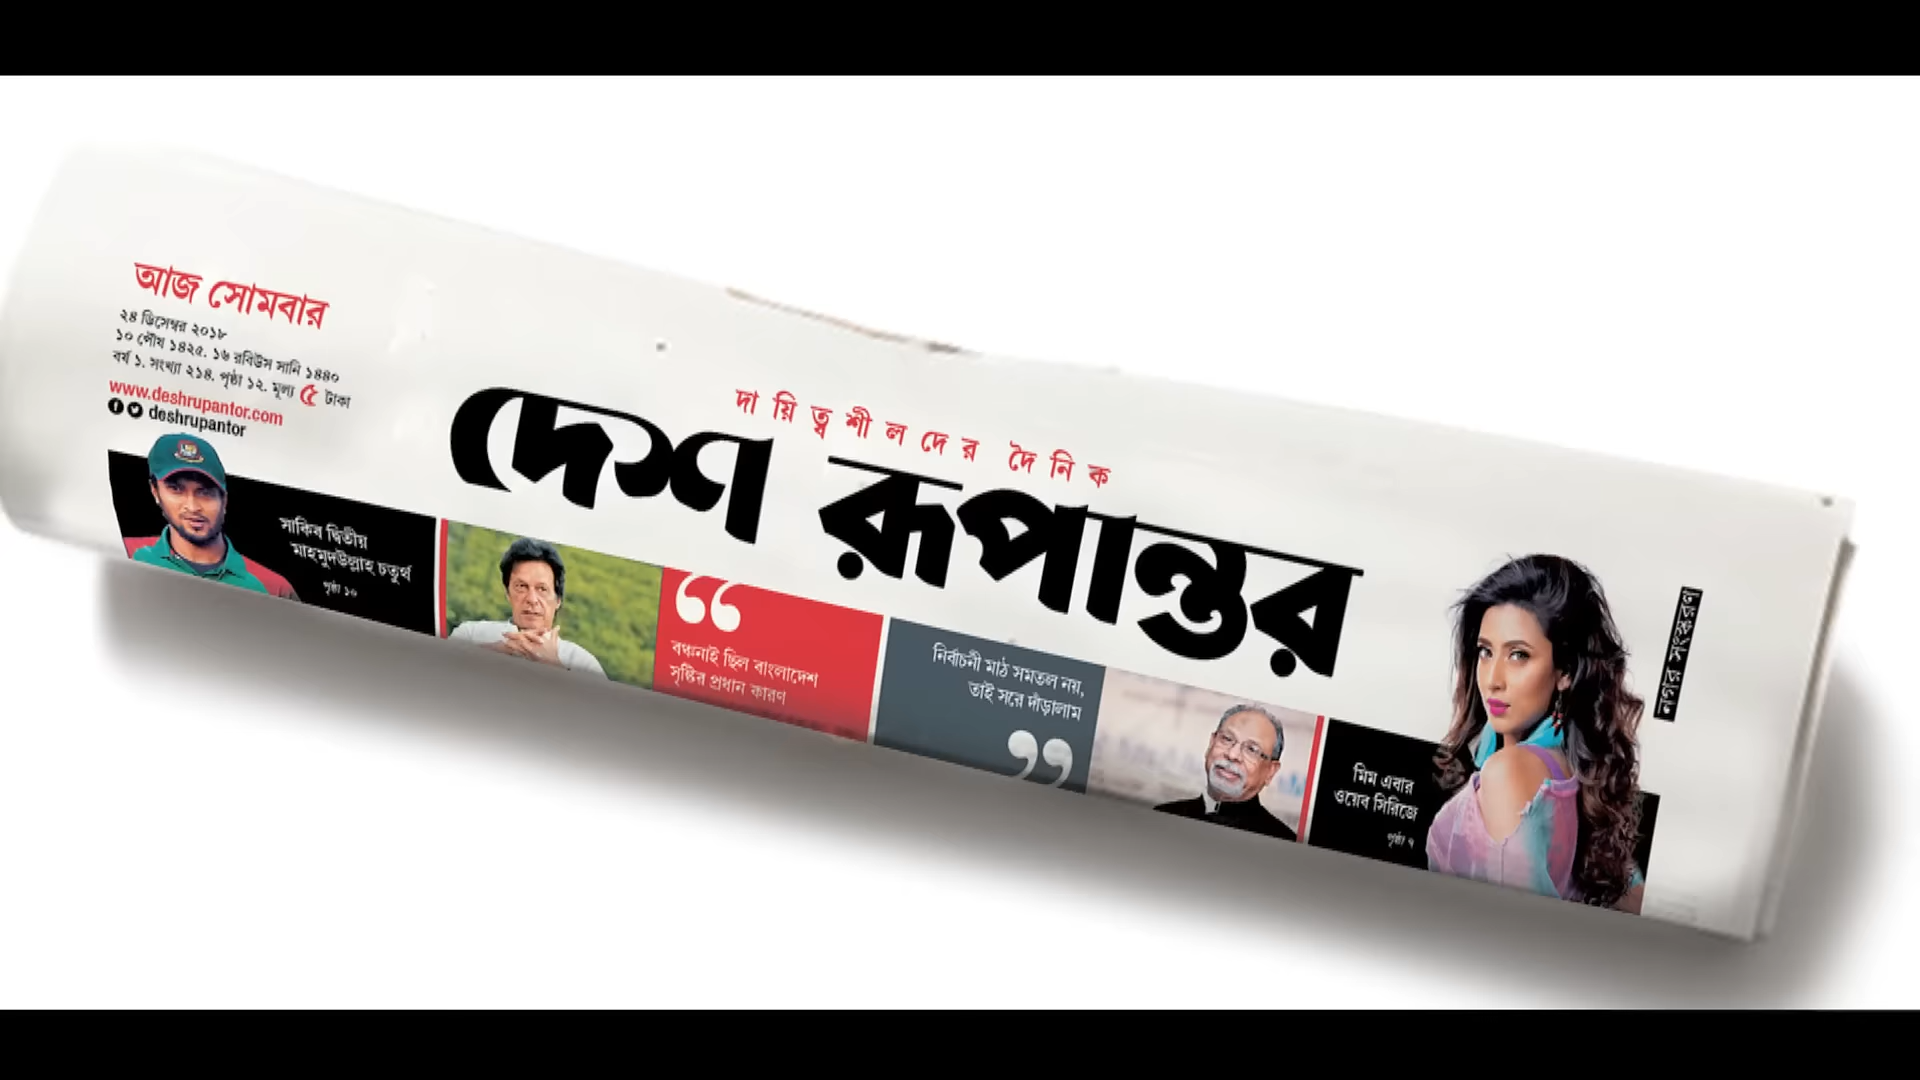 আজ সোমবার
২৪ ডিসেম্বর ২০১৮
১০ পৌষ ১৪২৫. ১৬ রবিউস সানি ১৪৪০
বর্ষ ১. সংখ্যা ২১৪. পৃষ্ঠা ১২. মূল্য ৫ টাকা
www.deshrupantor.com
deshrupantor
দায়িত্বশীলদের দৈনিক
দেশ রূপান্তর
নগর সংস্করণ
সাকিব দ্বিতীয়
মাহমুদউল্লাহ চতুর্থ
পৃষ্ঠা ১০
“
বঞ্চনাই ছিল বাংলাদেশ
সৃষ্টির প্রধান কারণ
নির্বাচনী মাঠ সমতল নয়,
তাই সরে দাঁড়ালাম
”
মিম এবার
ওয়েব সিরিজে
পৃষ্ঠা ৭